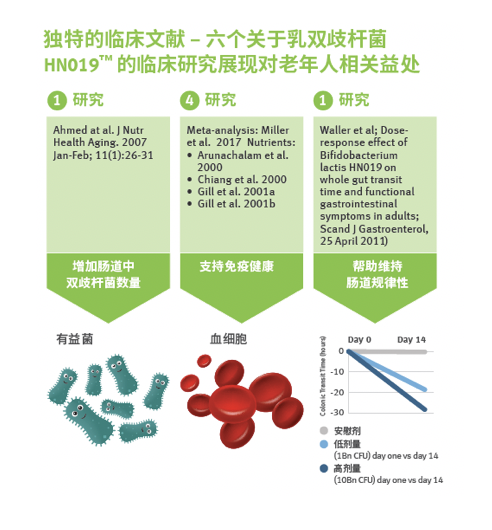 独特的临床文献 – 六个关于乳双歧杆菌
HN019™ 的临床研究展现对老年人相关益处
1 研究
Ahmed at al. J Nutr
Health Aging. 2007
Jan-Feb; 11(1):26-31
增加肠道中
双歧杆菌数量
4 研究
Meta-analysis: Miller
et al.  2017  Nutrients:
• Arunachalam et al.
2000
• Chiang et al. 2000
• Gill et al. 2001a
• Gill et al. 2001b
支持免疫健康
1 研究
Waller et al; Dose-
response effect of
Bifidobacterium
lactis HN019 on
whole gut transit
time and functional
gastrointestinal
symptoms in adults;
Scand J Gastroenterol,
25 April 2011)
帮助维持
肠道规律性
有益菌
血细胞
Colonic Transit Time (hours)
Day 0 Day 14
0
-10
-20
-30
安慰剂
低剂量
(1Bn CFU) day one vs day 14
高剂量
(10Bn CFU) day one vs day 14